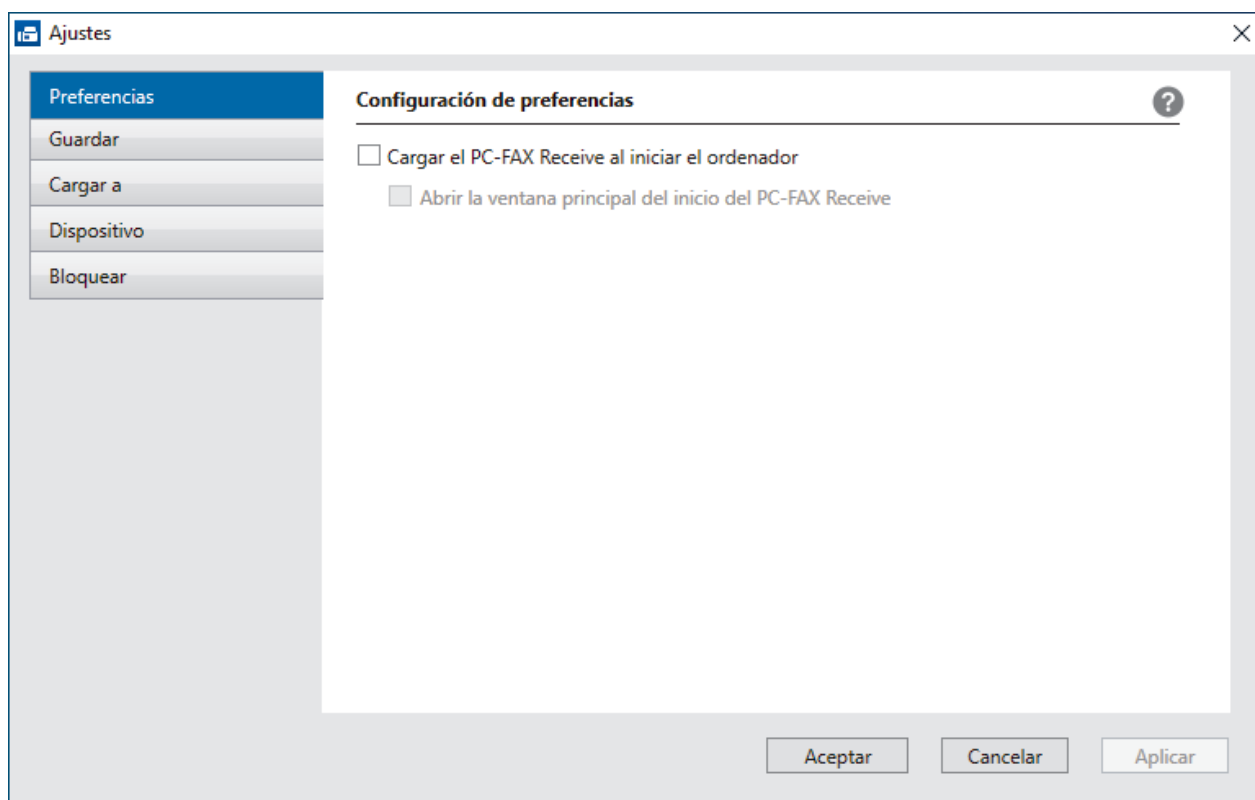 Ajustes
Preferencias
Guardar
Cargar a
Dispositivo
Bloquear
Configuración de preferencias
?
Cargar el PC-FAX Receive al iniciar el ordenador
Abrir la ventana principal del inicio del PC-FAX Receive
Aceptar
Cancelar
Aplicar